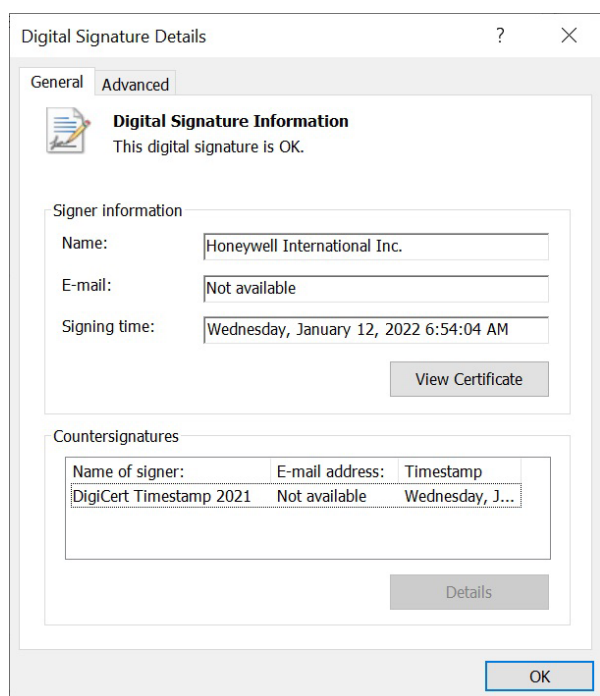 Digital Signature Details ?
General Advanced
Digital Signature Information
This digital signature is OK.
Signer information
Name: Honeywell International Inc.
E-mail: Not available
Signing time: Wednesday, January 12, 2022 6:54:04 AM
View Certificate
Countersignatures
Name of signer: E-mail address: Timestamp
DigiCert Timestamp 2021 Not available Wednesday, J...
Details
OK